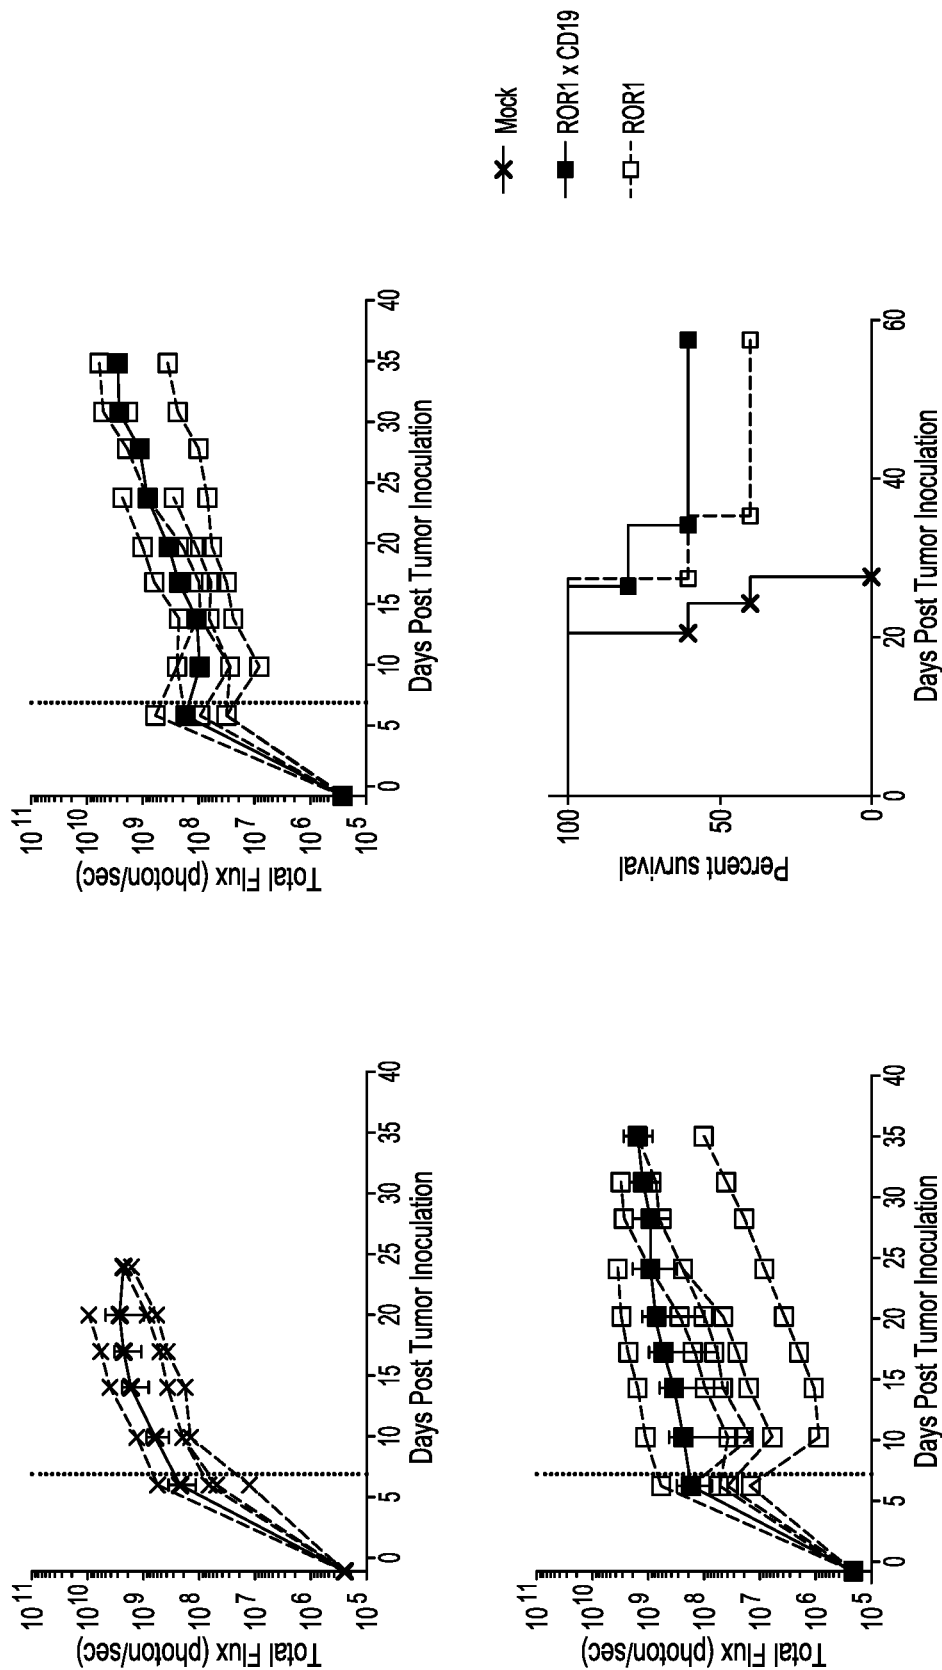 Total Flux (photon/sec)
10^11
10^10
10^9
10^8
10^7
10^6
10^5
0 5 10 15 20 25 30 35 40
Days Post Tumor Inoculation
Total Flux (photon/sec)
10^11
10^10
10^9
10^8
10^7
10^6
10^5
0 5 10 15 20 25 30 35 40
Days Post Tumor Inoculation
Total Flux (photon/sec)
10^11
10^10
10^9
10^8
10^7
10^6
10^5
0 5 10 15 20 25 30 35 40
Days Post Tumor Inoculation
Percent survival
100
50
0
0 20 40 60
Days Post Tumor Inoculation
Mock
ROR1 x CD19
ROR1